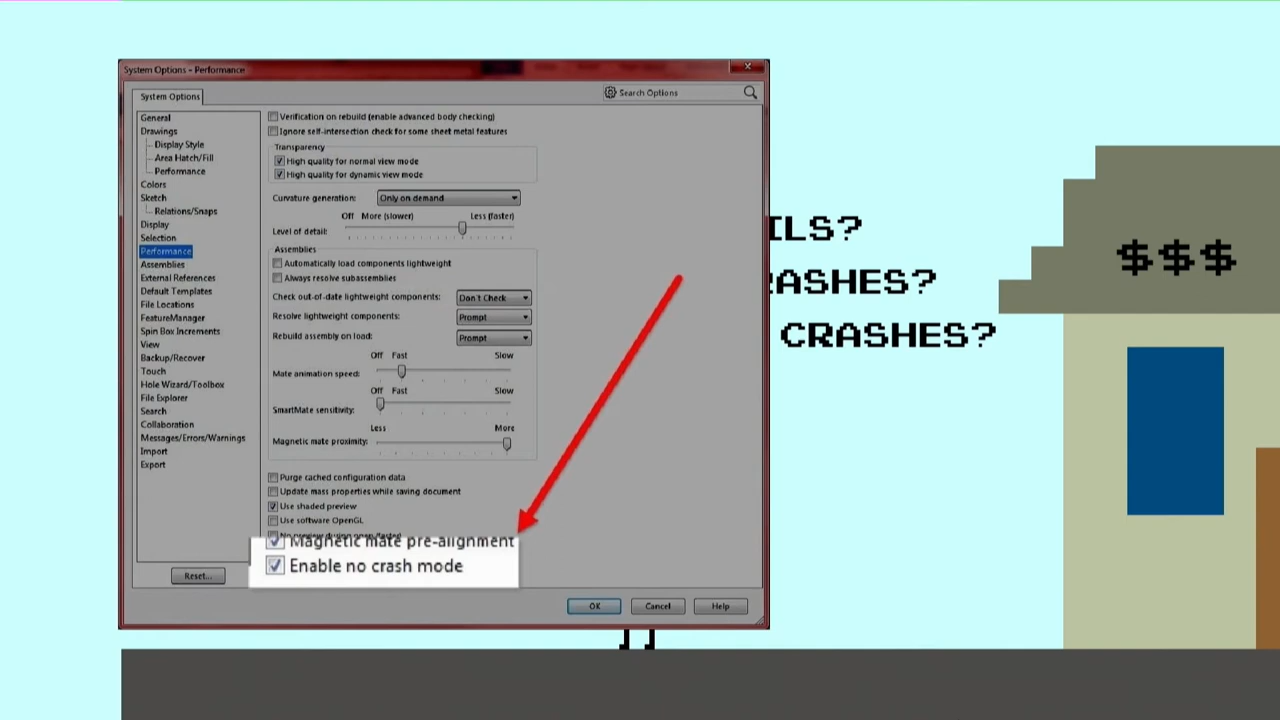 System Options - Performance
System Options
Search Options
General
Drawings
Display Style
Area Hatch/Fill
Performance
Colors
Sketch
Relations/Snaps
Display
Selection
Performance
Assemblies
External References
Default Templates
File Locations
FeatureManager
Spin Box Increments
View
Backup/Recover
Touch
Hole Wizard/Toolbox
File Explorer
Search
Collaboration
Messages/Errors/Warnings
Import
Export
Reset...
Verification on rebuild (enable advanced body checking)
Ignore self-intersection check for some sheet metal features
Transparency
High quality for normal view mode
High quality for dynamic view mode
Curvature generation: Only on demand
Off More (slower) Less (faster)
Level of detail:
Assemblies
Automatically load components lightweight
Always resolve subassemblies
Check out-of-date lightweight components: Don't Check
Resolve lightweight components: Prompt
Rebuild assembly on load: Prompt
Off Fast Slow
Mate animation speed:
Off Fast Slow
SmartMate sensitivity:
Less More
Magnetic mate proximity:
Purge cached configuration data
Update mass properties while saving document
Use shaded preview
Use software OpenGL
No preview during open (faster)
Magnetic mate pre-alignment
Enable no crash mode
OK Cancel Help
ILS?
RASHES?
CRASHES?
$$$